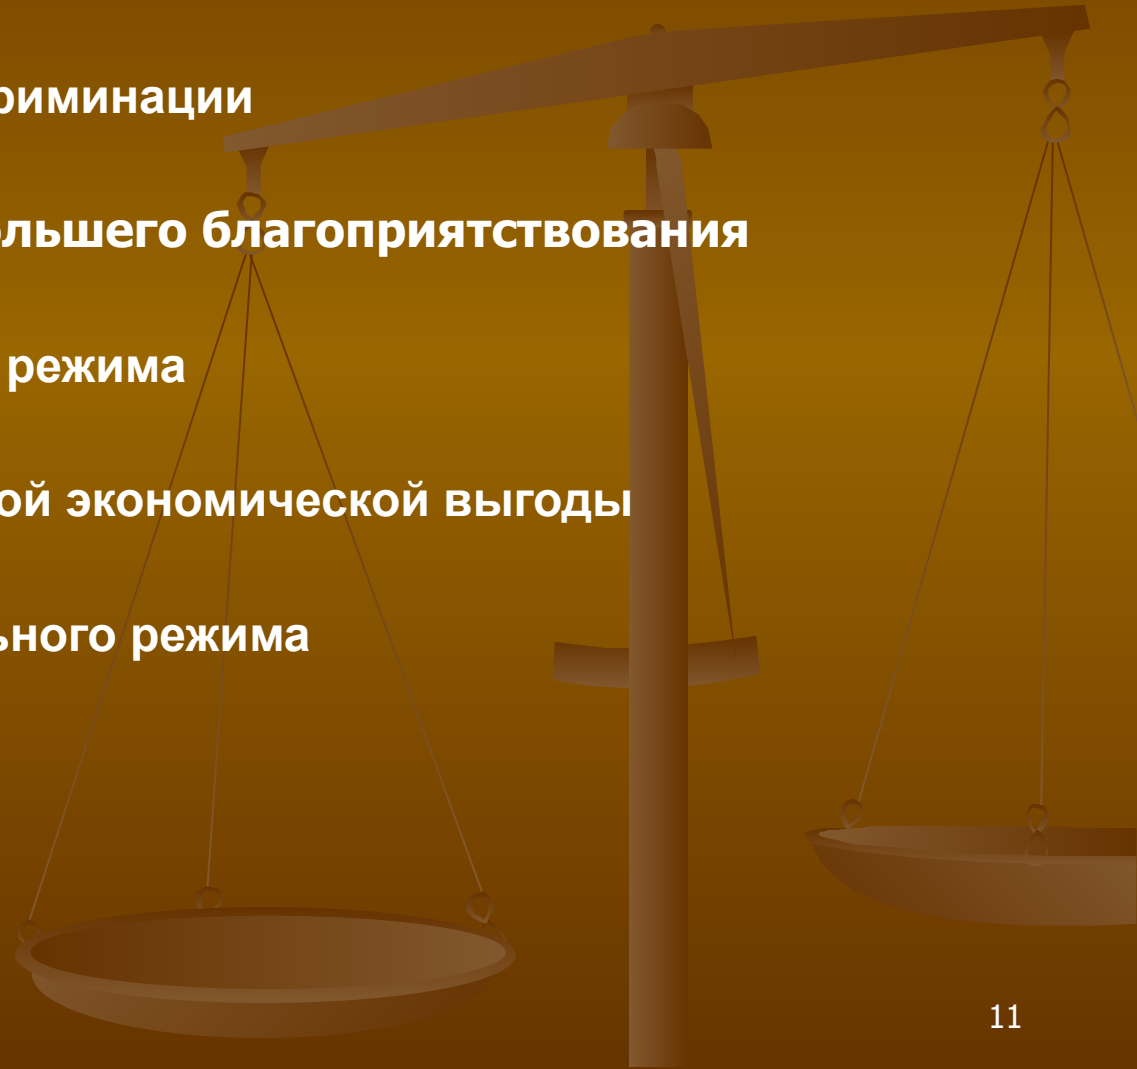 риминации
ольшего благоприятствования
режима
ой экономической выгоды
ьного режима
11